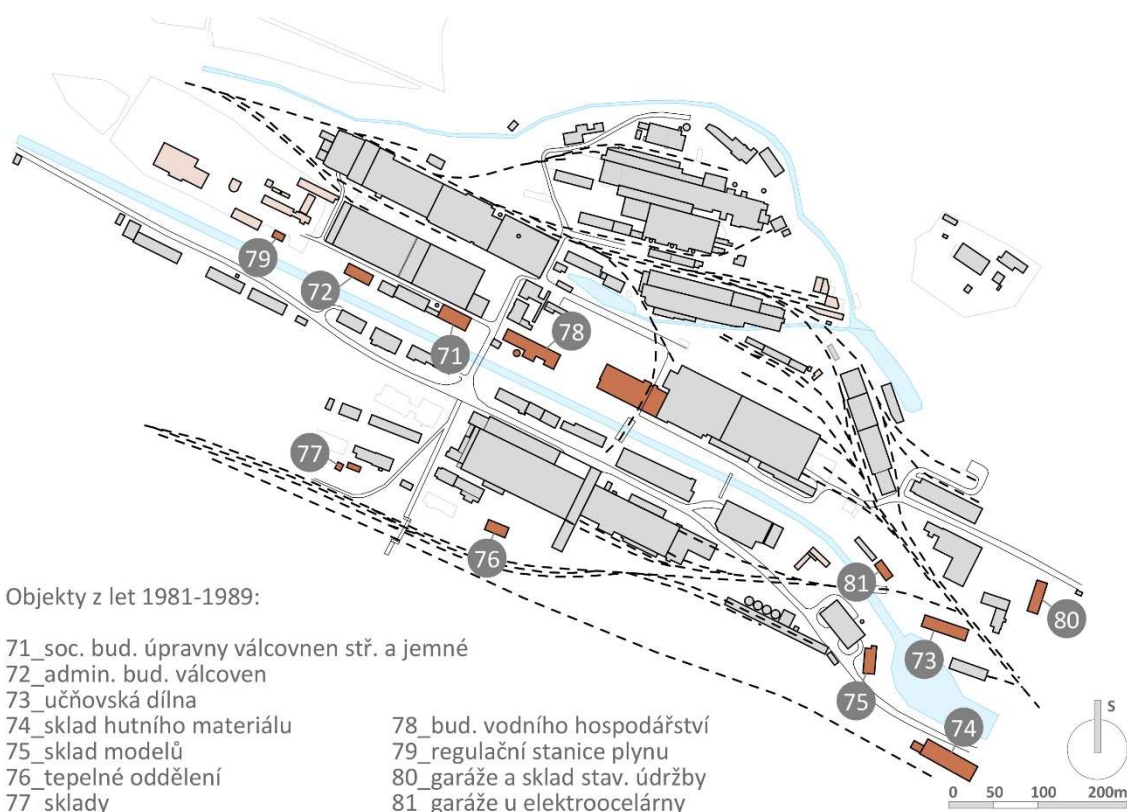 79
72
71
78
77
76
81
80
73
75
74
Objekty z let 1981-1989:
71_soc. bud. úpravny válcovnen stř. a jemné
72_admin. bud. válcoven
73_učňovská dílna
74_sklad hutního materiálu
75_sklad modelů
76_tepelné oddělení
77_sklady
78_bud. vodního hospodářství
79_regulační stanice plynu
80_garáže a sklad stav. údržby
81_garáže u elektroocelárny
S
0 50 100 200m